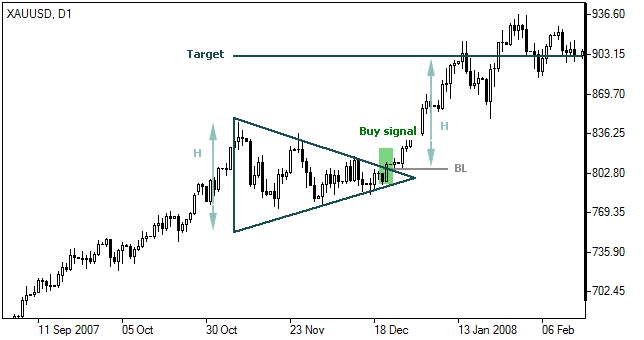 XAUUSD, D1
936.60
Target
903.15
869.70
H
Buy signal
836.25
H
BL
802.80
769.35
735.90
702.45
11 Sep 2007
05 Oct
30 Oct
23 Nov
18 Dec
13 Jan 2008
06 Feb